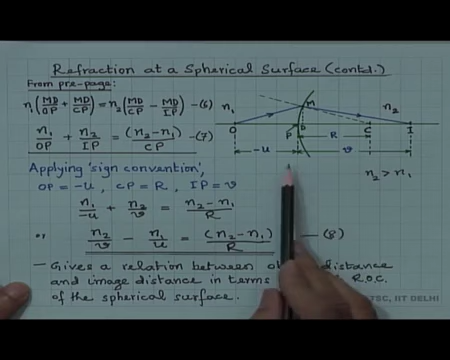 Refraction at a Spherical Surface (contd.)
From pre-page:
n₁(MD/OP + MD/CP) = n₂(MD/CP − MD/IP) –(6)
n₁/OP + n₂/IP = (n₂−n₁)/CP –(7)
n₁ M n₂
O P D C I
R
-u v
n₂ > n₁
Applying 'sign convention',
OP = -u, CP = R, IP = v
n₁/-u + n₂/v = n₂-n₁/R
or n₂/v − n₁/u = (n₂-n₁)/R —(8)
— Gives a relation between distance
and image distance in terms R.O.C.
of the spherical surface.
TSC, IIT DELHI